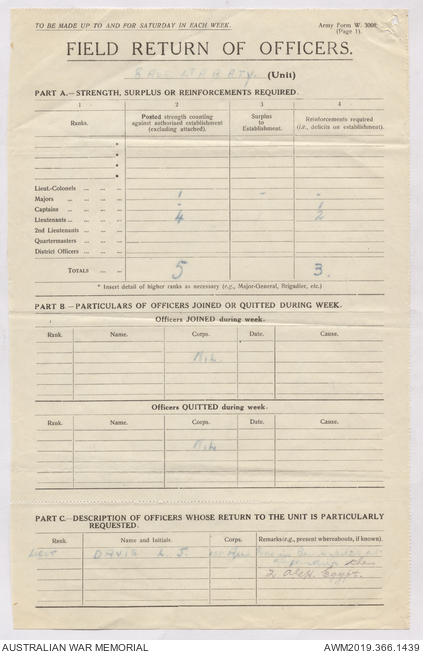 TO BE MADE UP TO AND FOR SATURDAY IN EACH WEEK.
Army Form W. 3008
(Page 1).
FIELD RETURN OF OFFICERS.
(Unit)
PART A.—STRENGTH, SURPLUS OR REINFORCEMENTS REQUIRED.
1 2 3 4
Ranks. Posted strength counting against authorised establishment (excluding attached). Surplus to Establishment. Reinforcements required (i.e., deficits on establishment).
*
*
*
*
Lieut.-Colonels ... ... ...
Majors ... ... ... 1 - -
Captains ... ... ... - 1
Lieutenants ... ... ... 4 2
2nd Lieutenants ... ...
Quartermasters ... ...
District Officers ... ...
TOTALS ... ... 5 3.
* Insert detail of higher ranks as necessary (e.g., Major-General, Brigadier, etc.)
PART B.—PARTICULARS OF OFFICERS JOINED OR QUITTED DURING WEEK.
Officers JOINED during week.
Rank. Name. Corps. Date. Cause.
NIL
Officers QUITTED during week.
Rank. Name. Corps. Date. Cause.
NIL
PART C.—DESCRIPTION OF OFFICERS WHOSE RETURN TO THE UNIT IS PARTICULARLY REQUESTED.
Rank. Name and Initials. Corps. Remarks (e.g., present whereabouts, if known).
Lieut DAVIS L. J.
Egypt.
AUSTRALIAN WAR MEMORIAL
AWM2019.366.1439